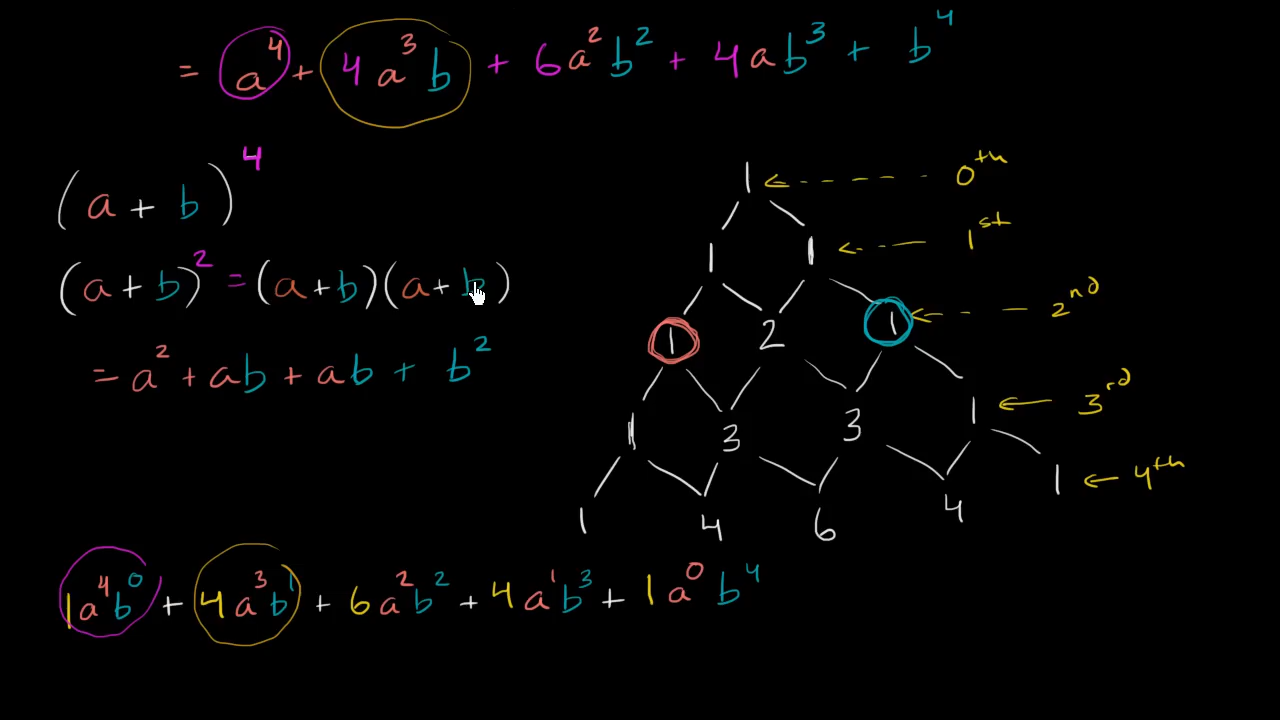 = a⁴ + 4a³b + 6a²b² + 4ab³ + b⁴
(a + b)⁴
(a + b)² = (a+b)(a+b)
= a² + ab + ab + b²
1 ← 0th
1 1 ← 1st
1 2 1 ← 2nd
1 3 3 1 ← 3rd
1 4 6 4 1 ← 4th
1a⁴b⁰ + 4a³b¹ + 6a²b² + 4a¹b³ + 1a⁰b⁴